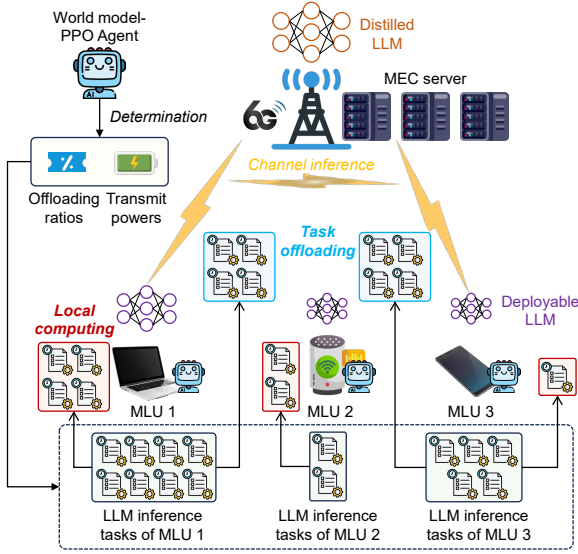 World model-
PPO Agent
AI
Determination
Offloading
ratios
Transmit
powers
Distilled
LLM
6G
MEC server
Channel inference
Task
offloading
Local
computing
Deployable
LLM
MLU 1
MLU 2
MLU 3
LLM inference
tasks of MLU 1
LLM inference
tasks of MLU 2
LLM inference
tasks of MLU 3